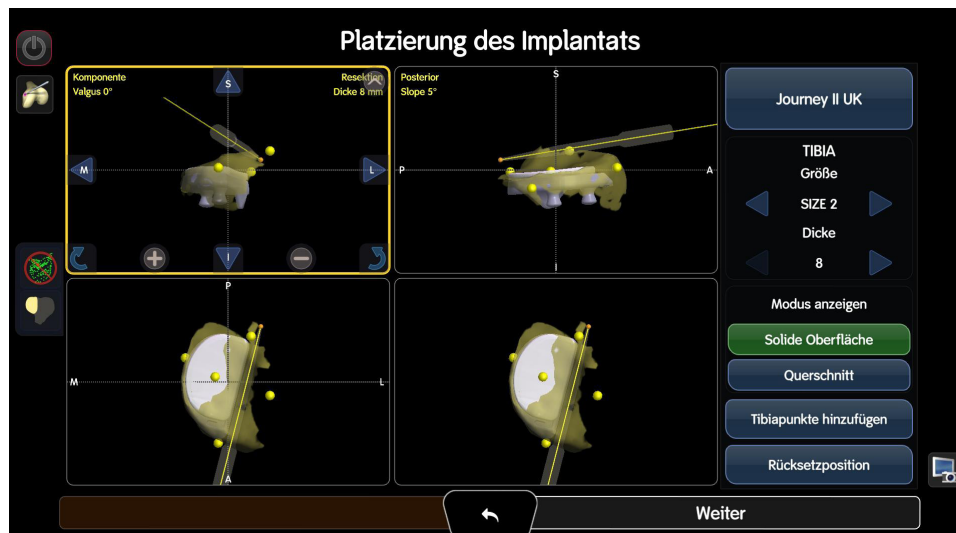 Platzierung des Implantats
Komponente
Valgus 0°
Resektion
Dicke 8 mm
S
M
L
I
Posterior
Slope 5°
S
P
A
I
P
M
L
A
Journey II UK
TIBIA
Größe
SIZE 2
Dicke
8
Modus anzeigen
Solide Oberfläche
Querschnitt
Tibiapunkte hinzufügen
Rücksetzposition
Weiter